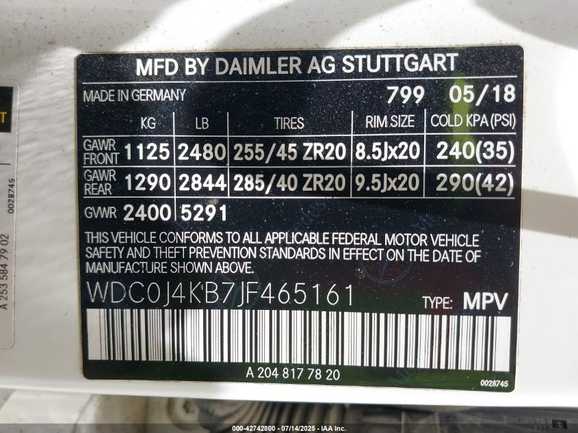 MFD BY DAIMLER AG STUTTGART
MADE IN GERMANY 799 05/18
KG LB TIRES RIM SIZE COLD KPA (PSI)
GAWR FRONT 1125 2480 255/45 ZR20 8.5Jx20 240(35)
GAWR REAR 1290 2844 285/40 ZR20 9.5Jx20 290(42)
GVWR 2400 5291
THIS VEHICLE CONFORMS TO ALL APPLICABLE FEDERAL MOTOR VEHICLE
SAFETY AND THEFT PREVENTION STANDARDS IN EFFECT ON THE DATE
OF MANUFACTURE SHOWN ABOVE.
WDC0J4KB7JF465161 TYPE: MPV
A 204 817 78 20
0028745
0028745
A 253 584 79 02
000-42742800 - 07/14/2025 - IAA Inc.